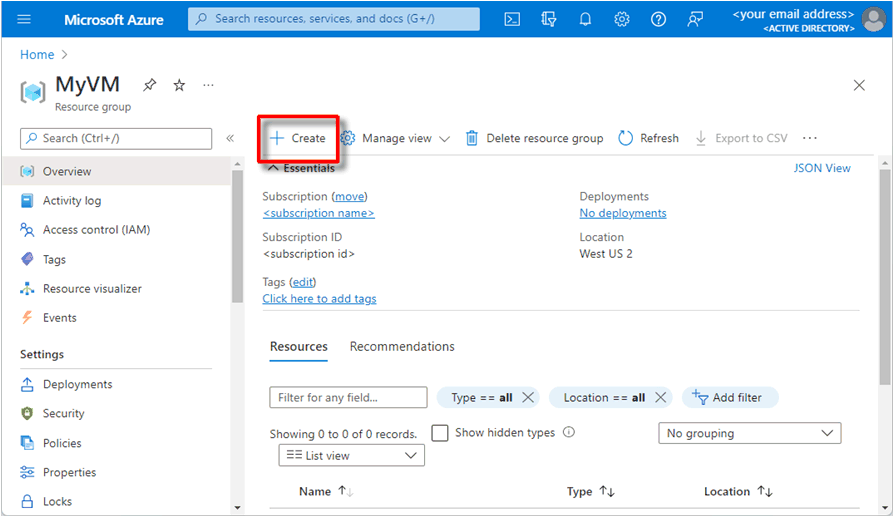 Microsoft Azure
Search resources, services, and docs (G+/)
<your email address>
<ACTIVE DIRECTORY>
Home
MyVM
Resource group
Search (Ctrl+/)
Create
Manage view
Delete resource group
Refresh
Export to CSV
Overview
Activity log
Access control (IAM)
Tags
Resource visualizer
Events
Settings
Deployments
Security
Policies
Properties
Locks
Essentials
JSON View
Subscription (move)
<subscription name>
Subscription ID
<subscription id>
Tags (edit)
Click here to add tags
Deployments
No deployments
Location
West US 2
Resources
Recommendations
Filter for any field...
Type == all
Location == all
Add filter
Showing 0 to 0 of 0 records.
Show hidden types
No grouping
List view
Name
Type
Location